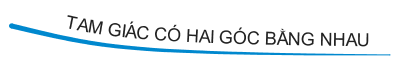 TAM GIÁC CÓ HAI GÓC BẰNG NHAU